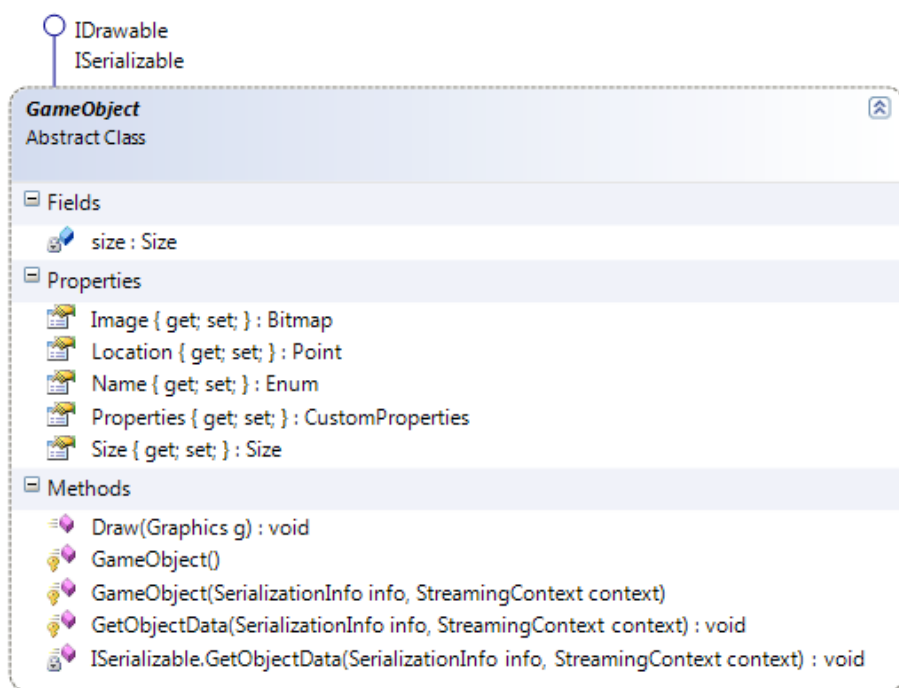 IDrawable
ISerializable
GameObject
Abstract Class
Fields
size : Size
Properties
Image { get; set; } : Bitmap
Location { get; set; } : Point
Name { get; set; } : Enum
Properties { get; set; } : CustomProperties
Size { get; set; } : Size
Methods
Draw(Graphics g) : void
GameObject()
GameObject(SerializationInfo info, StreamingContext context)
GetObjectData(SerializationInfo info, StreamingContext context) : void
ISerializable.GetObjectData(SerializationInfo info, StreamingContext context) : void